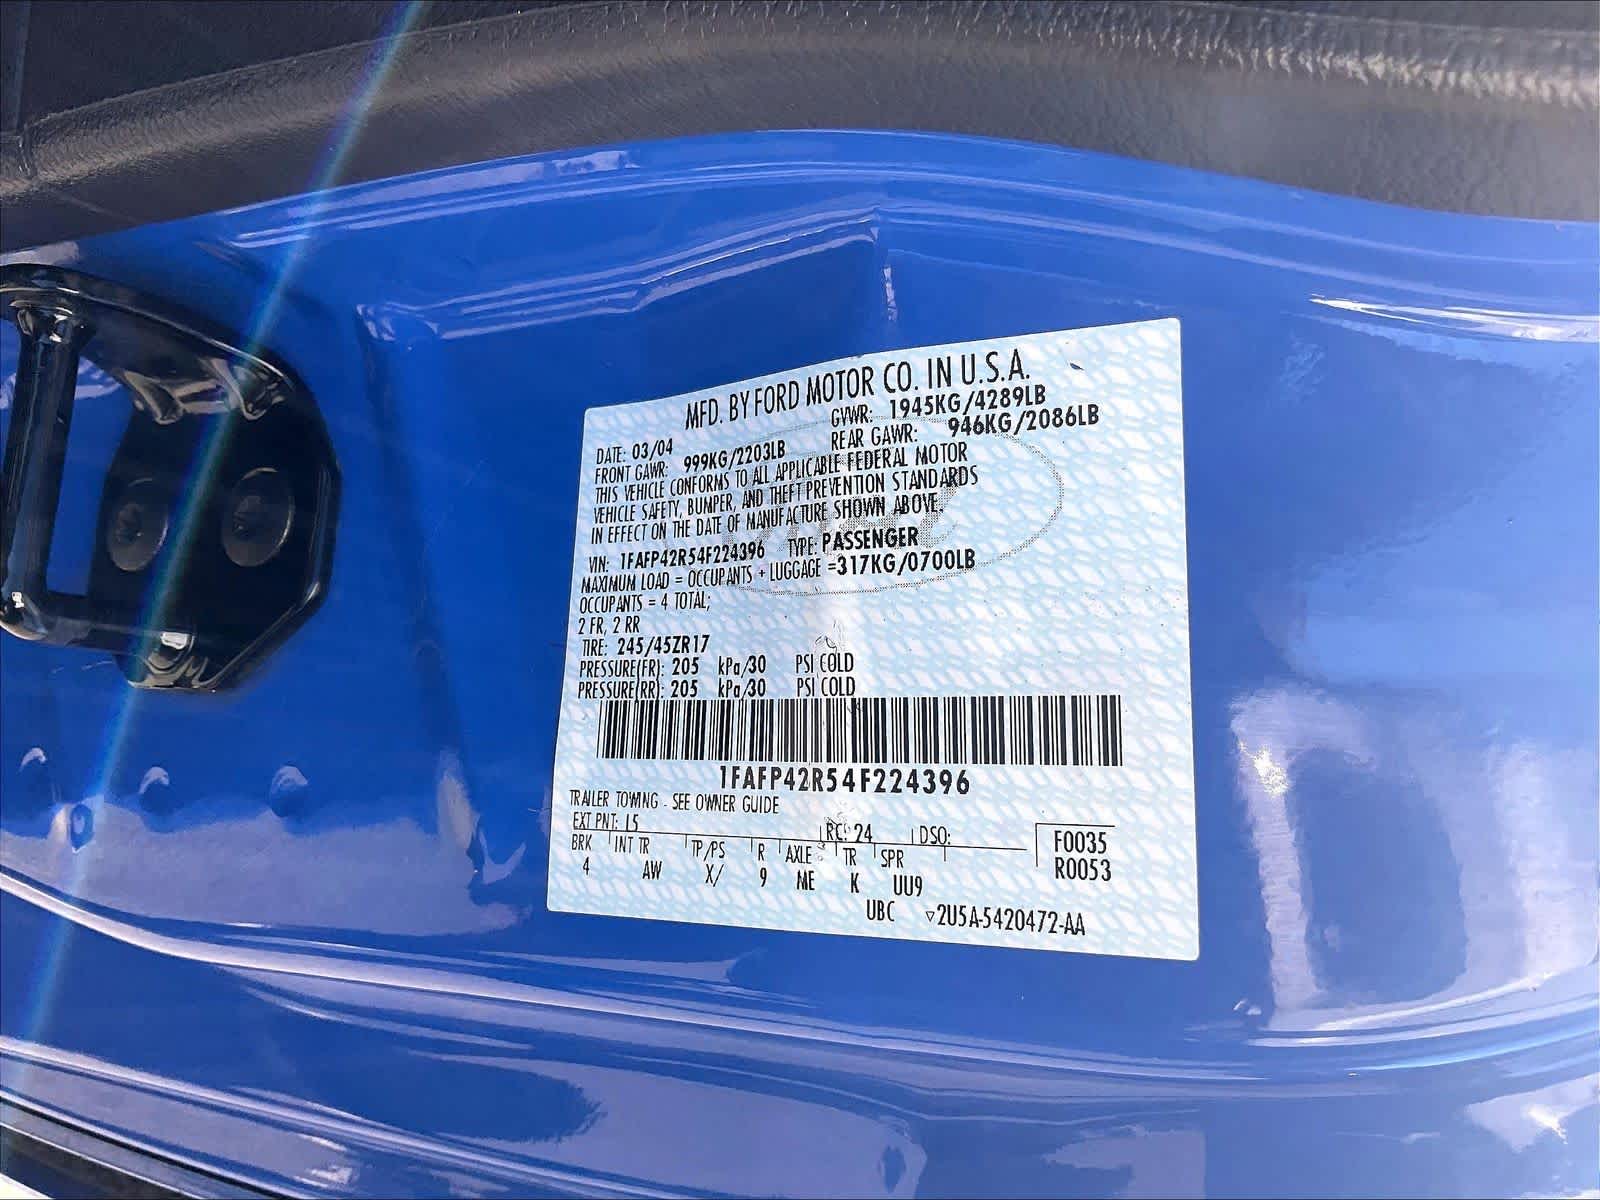 MFD. BY FORD MOTOR CO. IN U.S.A.
DATE: 03/04 GVWR: 1945KG/4289LB
FRONT GAWR: 999KG/2203LB REAR GAWR: 946KG/2086LB
THIS VEHICLE CONFORMS TO ALL APPLICABLE FEDERAL MOTOR
VEHICLE SAFETY, BUMPER, AND THEFT PREVENTION STANDARDS
IN EFFECT ON THE DATE OF MANUFACTURE SHOWN ABOVE.
VIN: 1FAFP42R54F224396 TYPE: PASSENGER
MAXIMUM LOAD = OCCUPANTS + LUGGAGE =317KG/0700LB
OCCUPANTS = 4 TOTAL;
2 FR, 2 RR
TIRE: 245/45ZR17
PRESSURE(FR): 205 kPa/30 PSI COLD
PRESSURE(RR): 205 kPa/30 PSI COLD
1FAFP42R54F224396
TRAILER TOWING - SEE OWNER GUIDE
EXT PNT: I5 RC: 24 DSO: F0035
BRK INT TR TP/PS R AXLE TR SPR R0053
4 AW X/ 9 ME K UU9
UBC ▽2U5A-5420472-AA